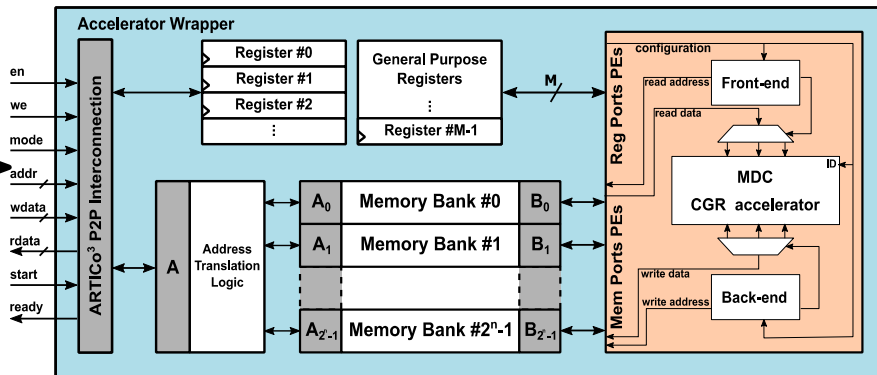 Accelerator Wrapper
en
we
mode
addr
wdata
rdata
start
ready
ARTICo³ P2P Interconnection
Register #0
Register #1
Register #2
⋮
General Purpose
Registers
⋮
Register #M-1
M
A
Address
Translation
Logic
A₀
Memory Bank #0
B₀
A₁
Memory Bank #1
B₁
A₂ⁿ₋₁
Memory Bank #2ⁿ-1
B₂ⁿ₋₁
Reg Ports PEs
Mem Ports PEs
configuration
read address
Front-end
read data
ID
MDC
CGR accelerator
write data
write address
Back-end